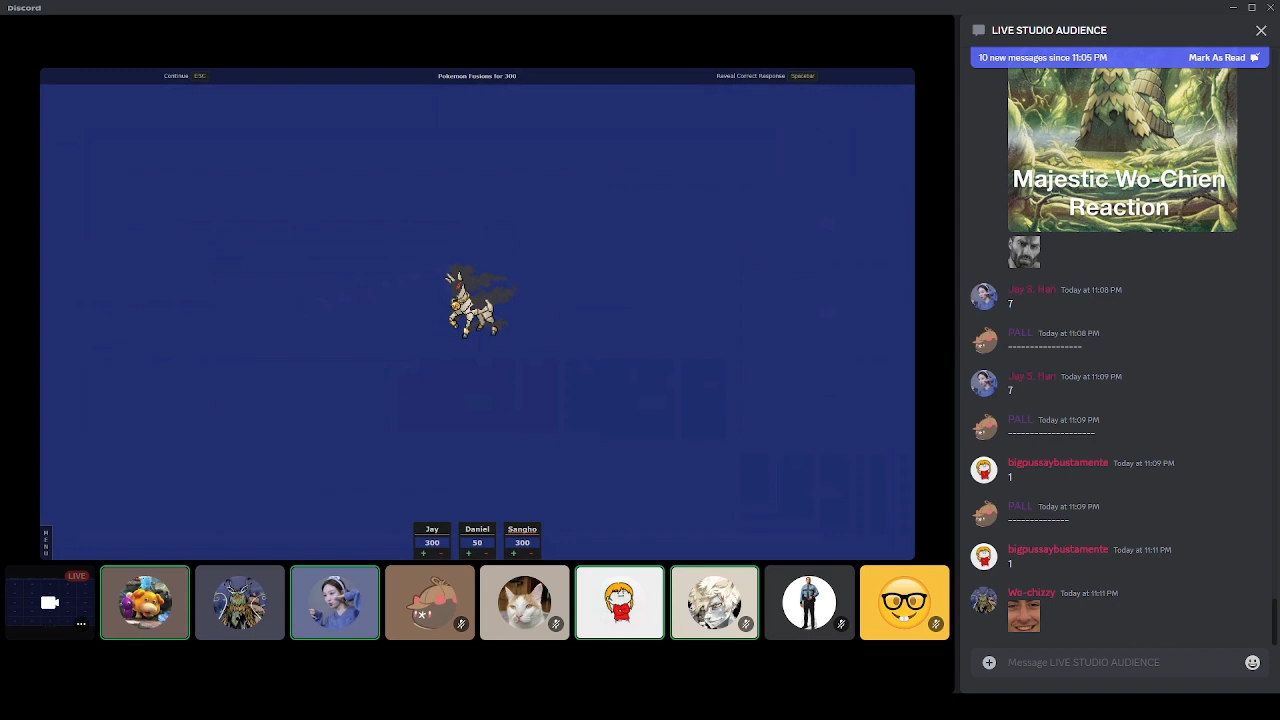 Discord
LIVE STUDIO AUDIENCE
10 new messages since 11:05 PM
Mark As Read
Continue ESC
Pokemon Fusions for 300
Reveal Correct Response Spacebar
Majestic Wo-Chien
Reaction
Jay S. Han Today at 11:08 PM
7
PALL Today at 11:08 PM
-----------------
Jay S. Han Today at 11:09 PM
7
PALL Today at 11:09 PM
--------------------
bigpussaybustamente Today at 11:09 PM
1
PALL Today at 11:09 PM
--------------
bigpussaybustamente Today at 11:11 PM
1
Wo-chizzy Today at 11:11 PM
Message LIVE STUDIO AUDIENCE
MENU
Jay Daniel Sangho
300 50 300
+ - + - + -
LIVE